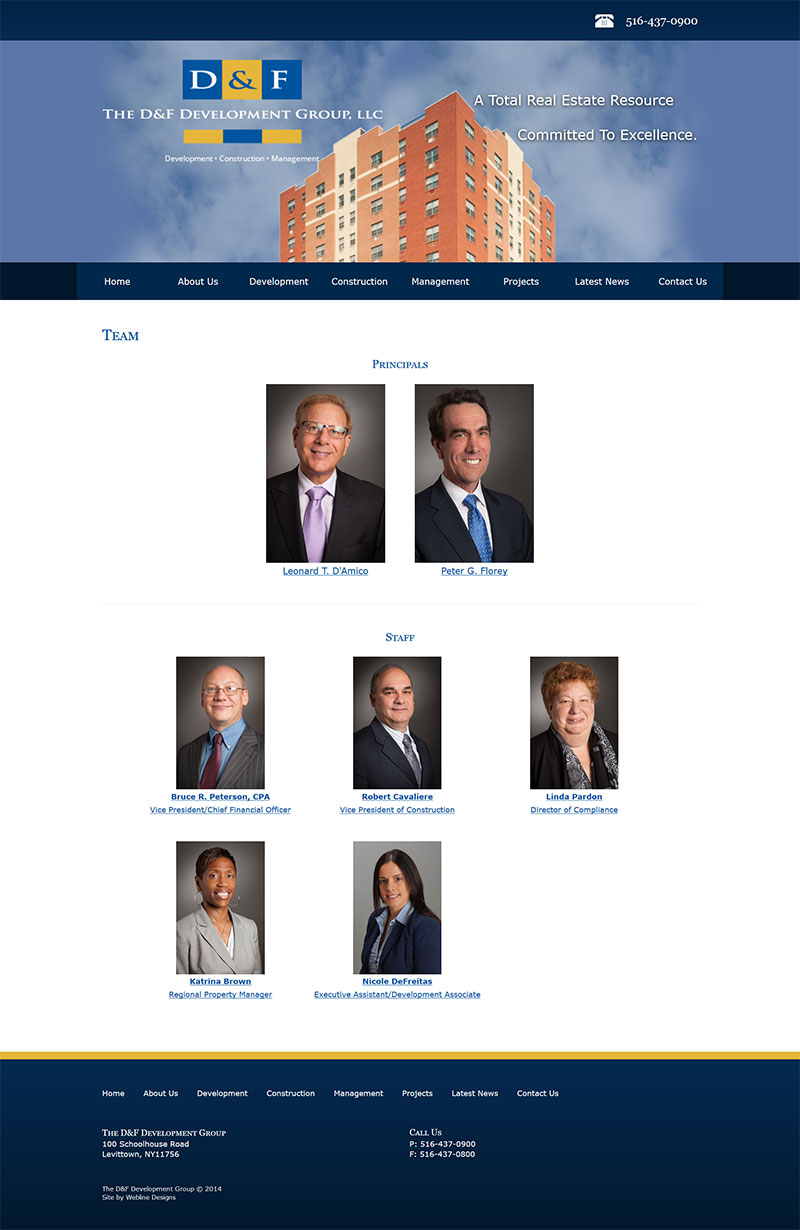 516-437-0900
D & F
The D&F Development Group, LLC
Development • Construction • Management
A Total Real Estate Resource
Committed To Excellence.
Home About Us Development Construction Management Projects Latest News Contact Us
Team
Principals
Leonard T. D'Amico Peter G. Florey
Staff
Bruce R. Peterson, CPA Robert Cavaliere Linda Pardon
Vice President/Chief Financial Officer Vice President of Construction Director of Compliance
Katrina Brown Nicole DeFreitas
Regional Property Manager Executive Assistant/Development Associate
Home About Us Development Construction Management Projects Latest News Contact Us
The D&F Development Group
100 Schoolhouse Road
Levittown, NY11756
Call Us
P: 516-437-0900
F: 516-437-0800
The D&F Development Group © 2014
Site by Webline Designs